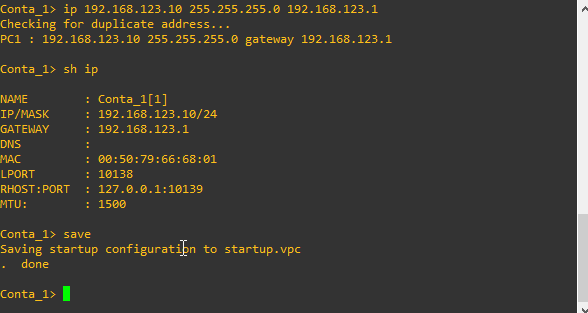 Conta_1> ip 192.168.123.10 255.255.255.0 192.168.123.1
Checking for duplicate address...
PC1 : 192.168.123.10 255.255.255.0 gateway 192.168.123.1
Conta_1> sh ip
NAME : Conta_1[1]
IP/MASK : 192.168.123.10/24
GATEWAY : 192.168.123.1
DNS :
MAC : 00:50:79:66:68:01
LPORT : 10138
RHOST:PORT : 127.0.0.1:10139
MTU: : 1500
Conta_1> save
Saving startup configuration to startup.vpc
. done
Conta_1>